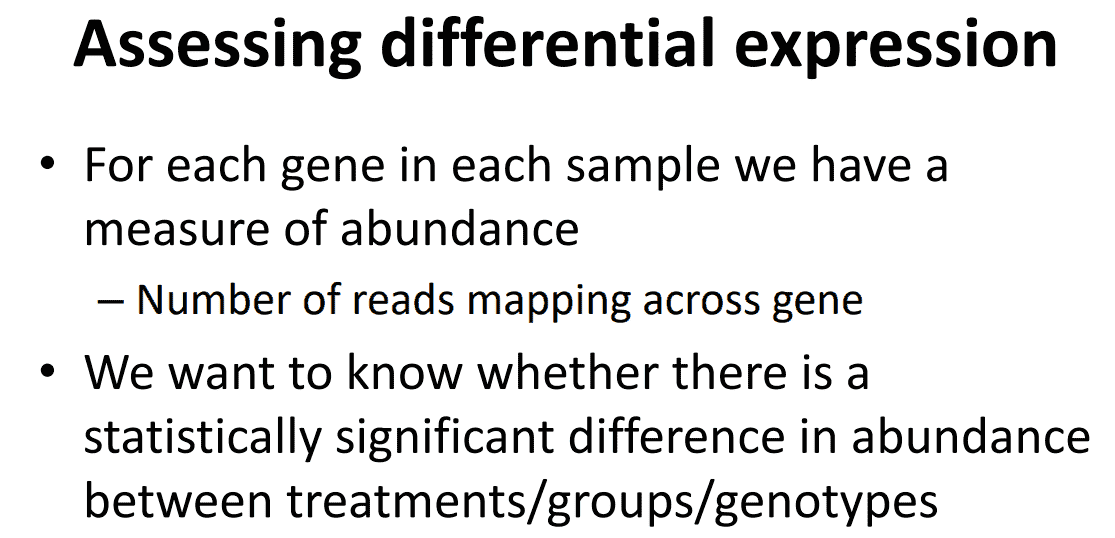 Assessing differential expression
• For each gene in each sample we have a
measure of abundance
– Number of reads mapping across gene
• We want to know whether there is a
statistically significant difference in abundance
between treatments/groups/genotypes